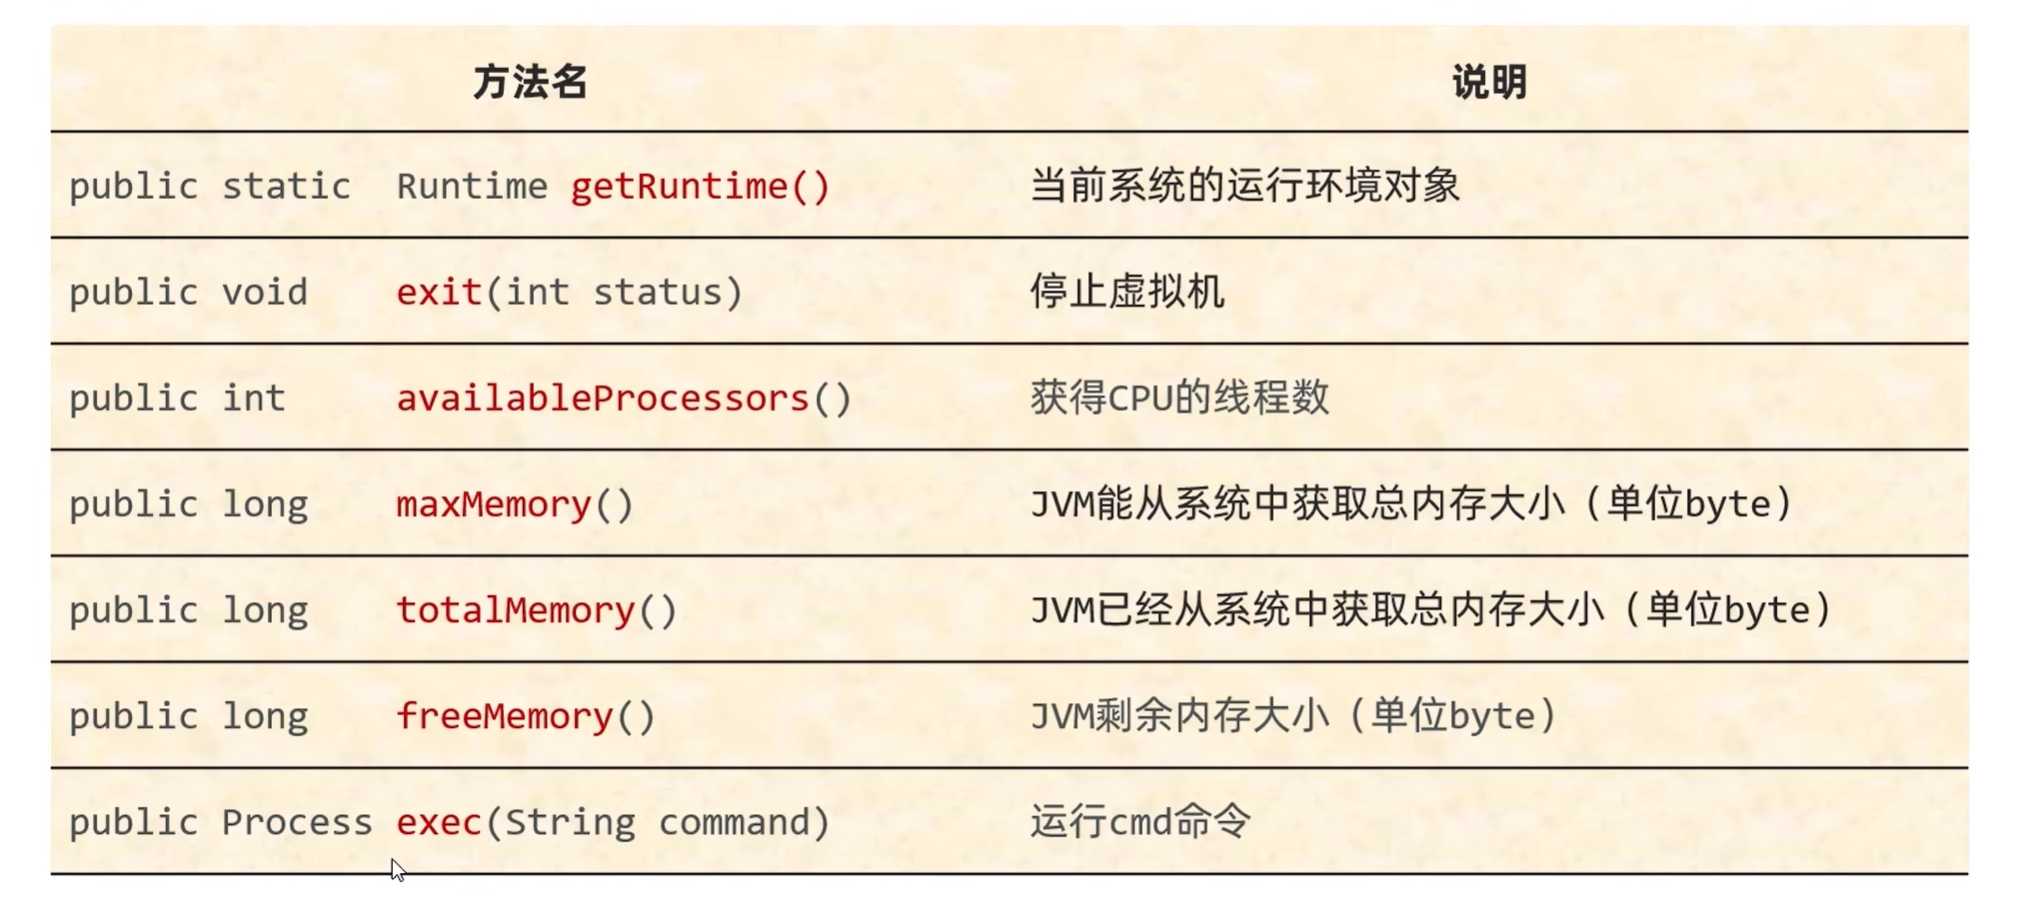 方法名 说明
public static Runtime getRuntime() 当前系统的运行环境对象
public void exit(int status) 停止虚拟机
public int availableProcessors() 获得CPU的线程数
public long maxMemory() JVM能从系统中获取总内存大小（单位byte）
public long totalMemory() JVM已经从系统中获取总内存大小（单位byte）
public long freeMemory() JVM剩余内存大小（单位byte）
public Process exec(String command) 运行cmd命令